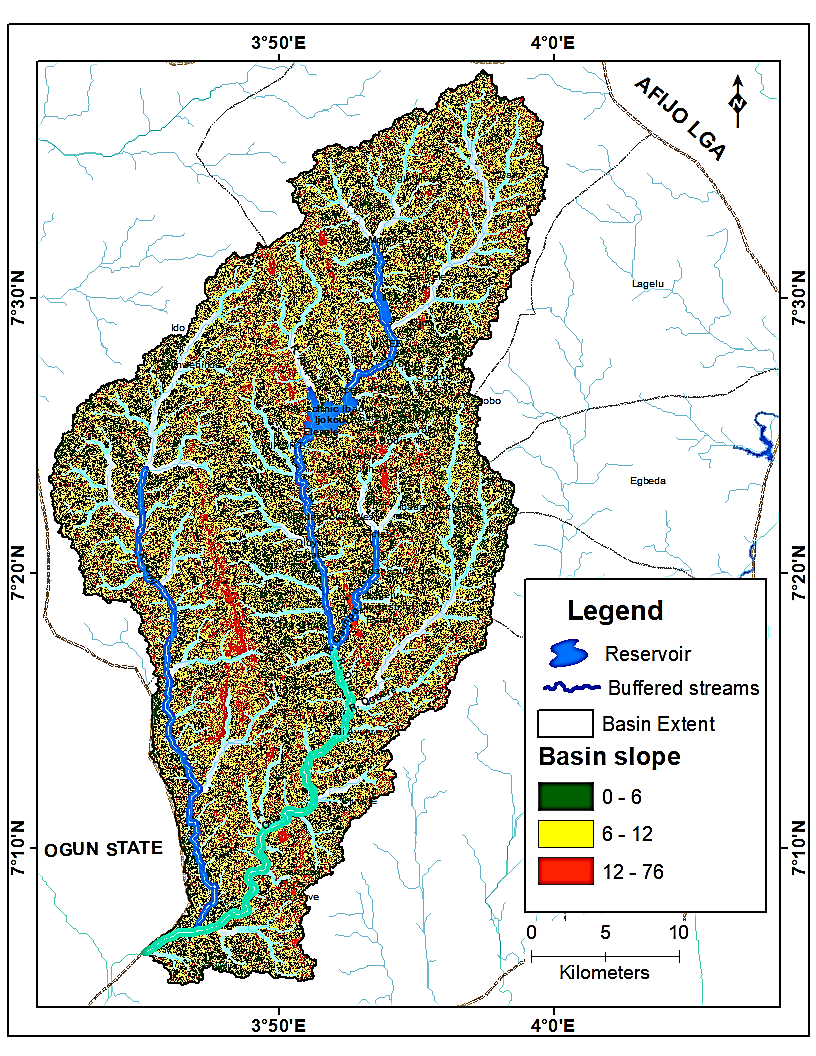 3°50'E
4°0'E
AFIJO LGA
N
7°30'N
7°30'N
Lagelu
Ido
Egbeda
7°20'N
7°20'N
Legend
Reservoir
Buffered streams
Basin Extent
Basin slope
0 - 6
6 - 12
12 - 76
7°10'N
7°10'N
OGUN STATE
0
5
10
Kilometers
3°50'E
4°0'E